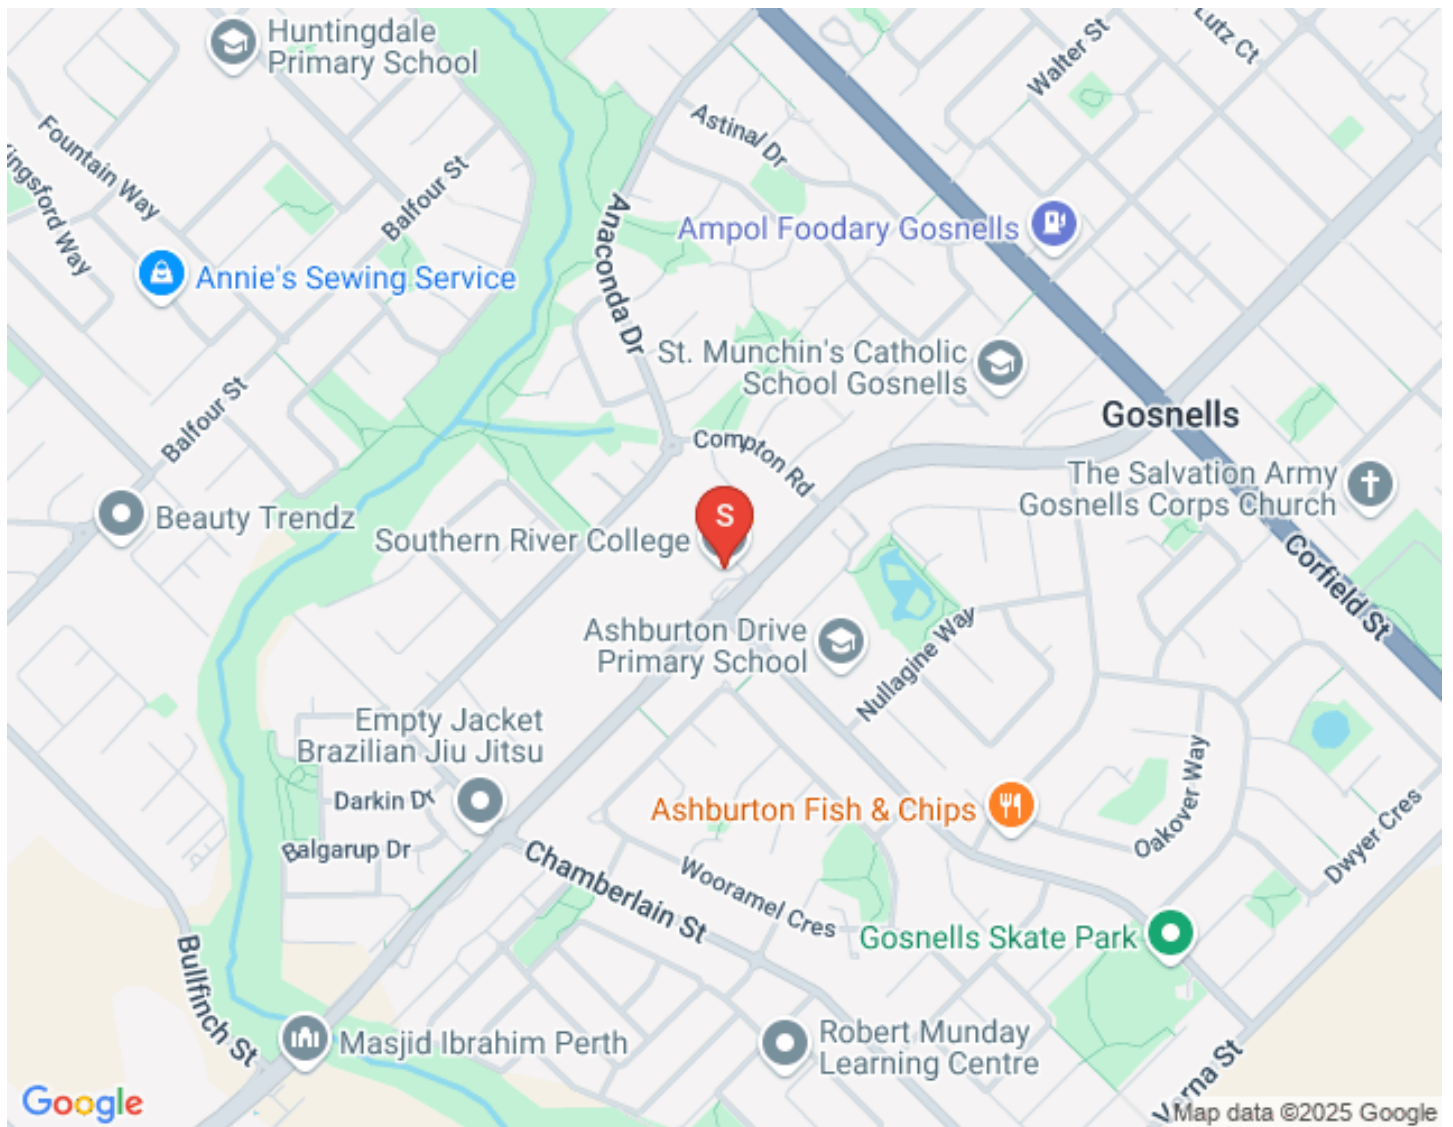 Huntingdale
Primary School
Walter St
Lutz Ct
Astinal Dr
Fountain Way
Kingsford Way
Balfour St
Anaconda Dr
Ampol Foodary Gosnells
Annie's Sewing Service
St. Munchin's Catholic
School Gosnells
Gosnells
Balfour St
Compton Rd
The Salvation Army
Gosnells Corps Church
Beauty Trendz
S
Southern River College
Corfield St
Ashburton Drive
Primary School
Nullagine Way
Empty Jacket
Brazilian Jiu Jitsu
Darkin Dr
Ashburton Fish & Chips
Oakover Way
Dwyer Cres
Balgarup Dr
Chamberlain St
Wooramel Cres
Gosnells Skate Park
Bullfinch St
Masjid Ibrahim Perth
Robert Munday
Learning Centre
Verna St
Google
Map data ©2025 Google